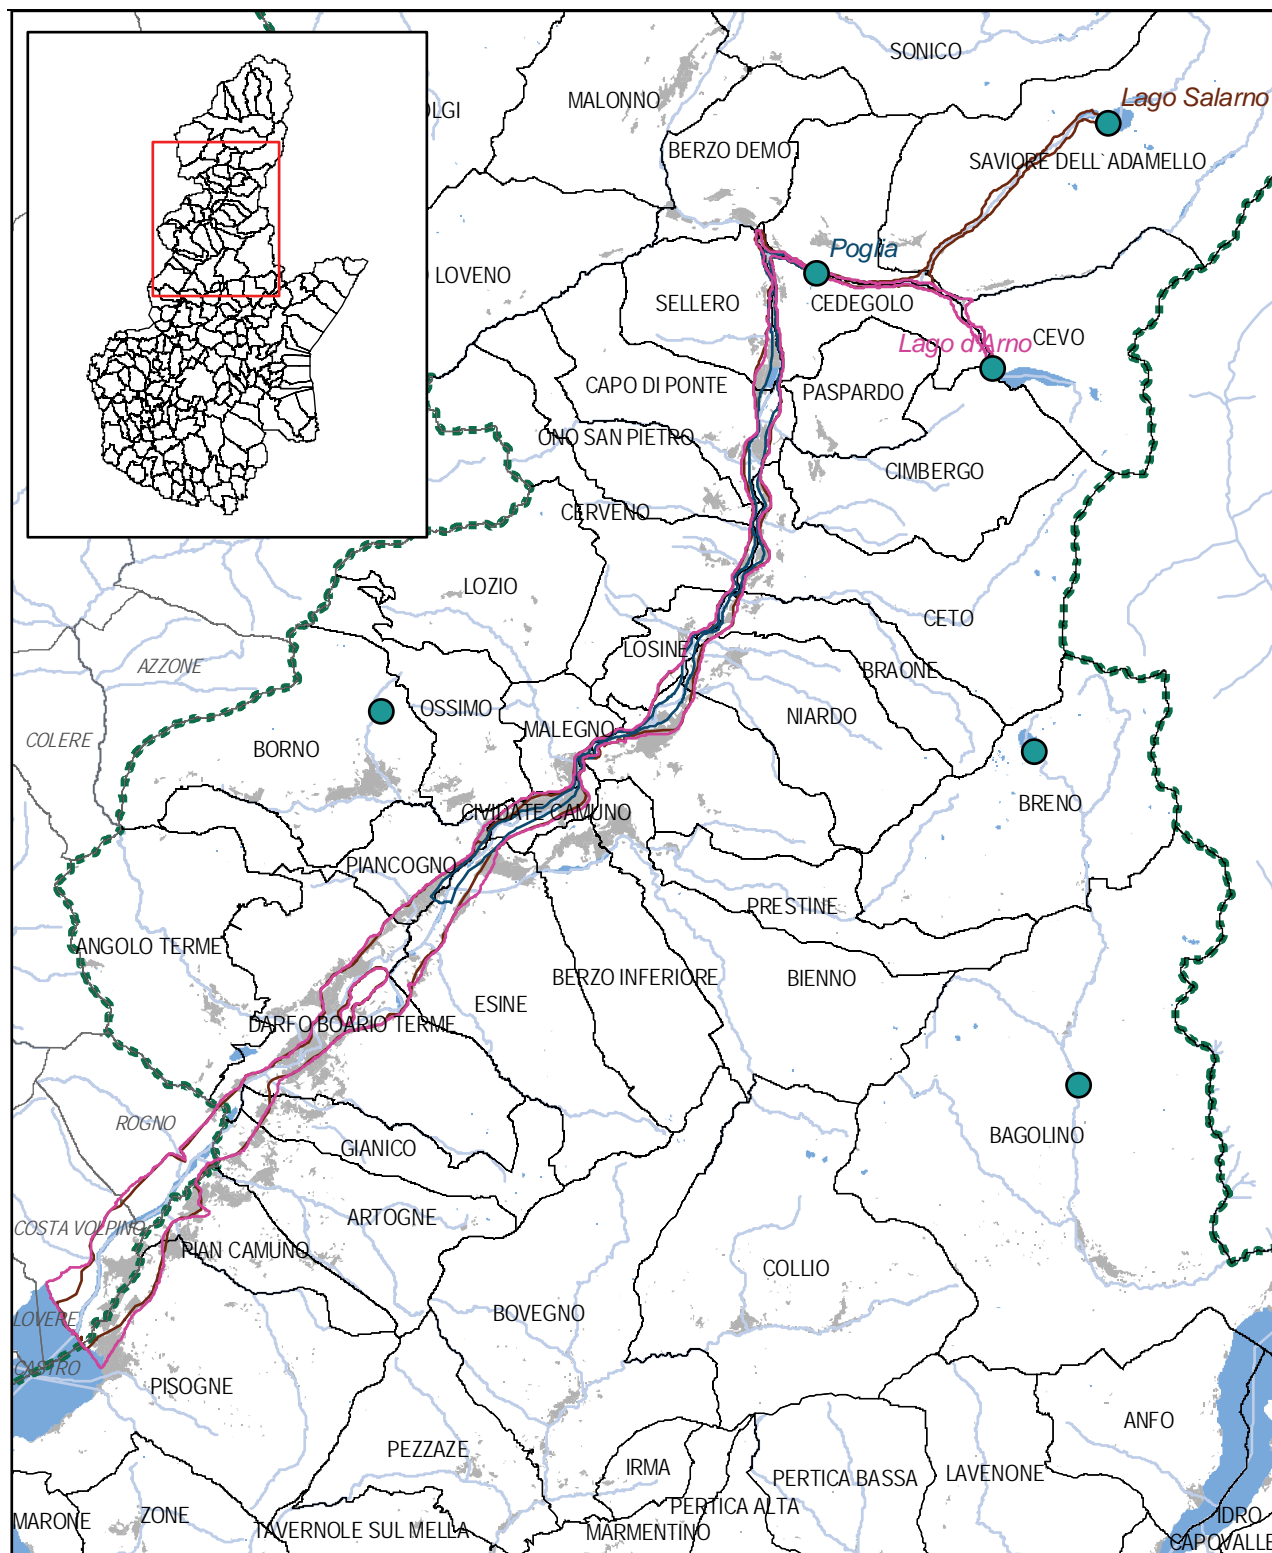 SONICO
Lago Salarno
MALONNO
OLGI
BERZO DEMO
SAVIORE DELL`ADAMELLO
Poglia
LOVENO
SELLERO
CEDEGOLO
Lago d'Arno
CEVO
CAPO DI PONTE
PASPARDO
ONO SAN PIETRO
CIMBERGO
CERVENO
LOZIO
CETO
LOSINE
BRAONE
AZZONE
OSSIMO
NIARDO
COLERE
BORNO
MALEGNO
BRENO
CIVIDATE CAMUNO
PIANCOGNO
PRESTINE
ANGOLO TERME
BERZO INFERIORE
BIENNO
ESINE
DARFO BOARIO TERME
ROGNO
GIANICO
BAGOLINO
COSTA VOLPINO
ARTOGNE
PIAN CAMUNO
COLLIO
LOVERE
BOVEGNO
CASTRO
PISOGNE
ANFO
PEZZAZE
IRMA
PERTICA BASSA
LAVENONE
PERTICA ALTA
MARONE
ZONE
TAVERNOLE SUL MELLA
MARMENTINO
IDRO
CAPOVALLE